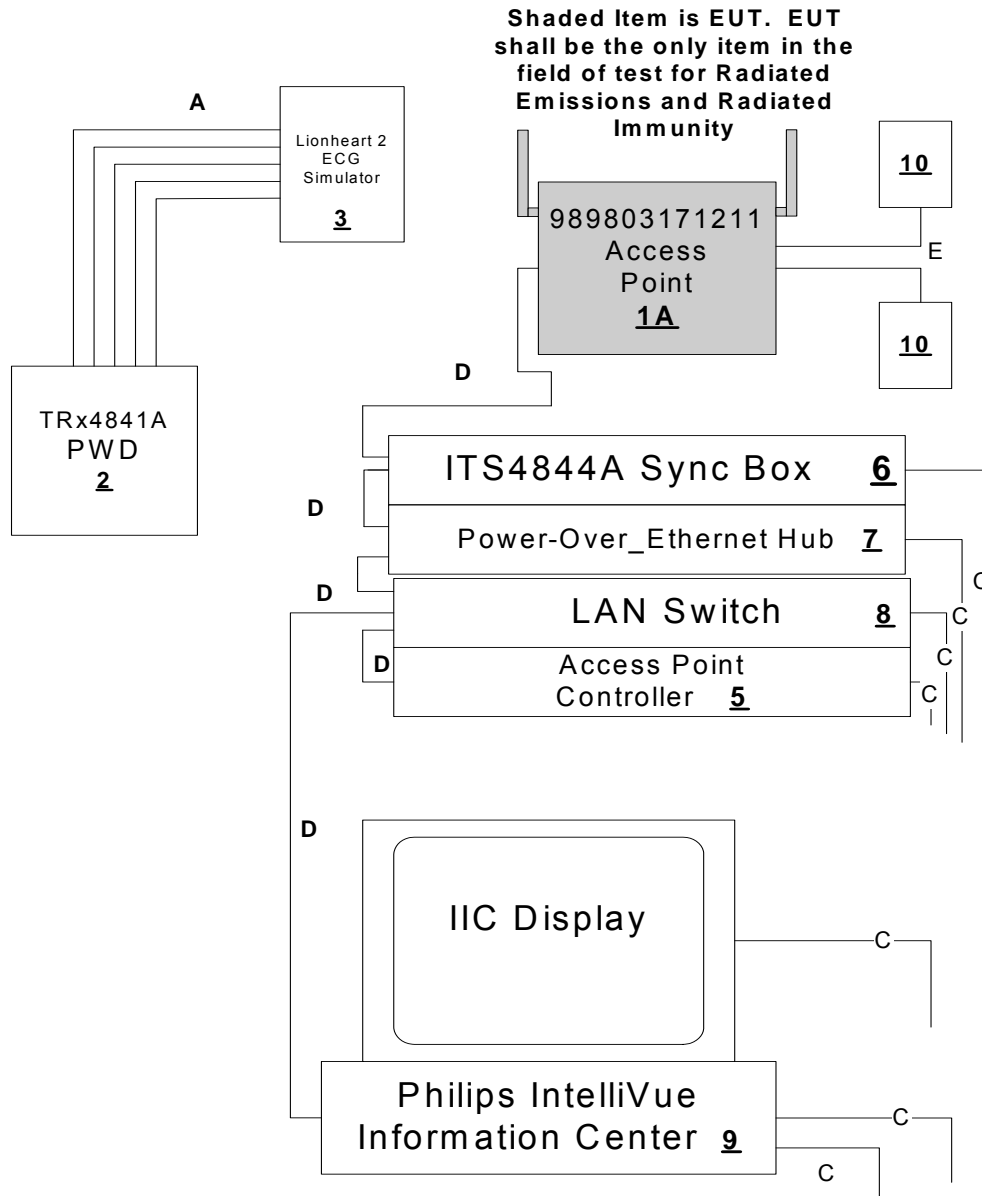 Shaded Item is EUT. EUT
shall be the only item in the
field of test for Radiated
Emissions and Radiated
Immunity
A
Lionheart 2
ECG
Simulator
3
10
989803171211
Access
Point
1A
E
10
D
TRx4841A
PWD
2
ITS4844A Sync Box 6
D
Power-Over_Ethernet Hub 7
C
D
LAN Switch 8
C
C
D
Access Point
Controller 5
C
D
IIC Display
C
Philips IntelliVue
Information Center 9
C
C